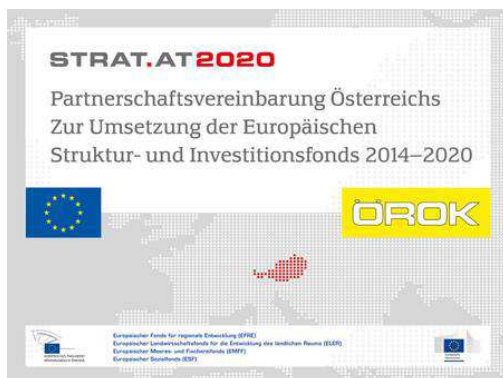 STRAT.AT2020
Partnerschaftsvereinbarung Österreichs
Zur Umsetzung der Europäischen
Struktur- und Investitionsfonds 2014–2020
ÖROK
Europäischer Fonds für regionale Entwicklung (EFRE)
Europäischer Landwirtschaftsfonds für die Entwicklung des ländlichen Raums (ELER)
Europäischer Meeres- und Fischereifonds (EMFF)
Europäischer Sozialfonds (ESF)